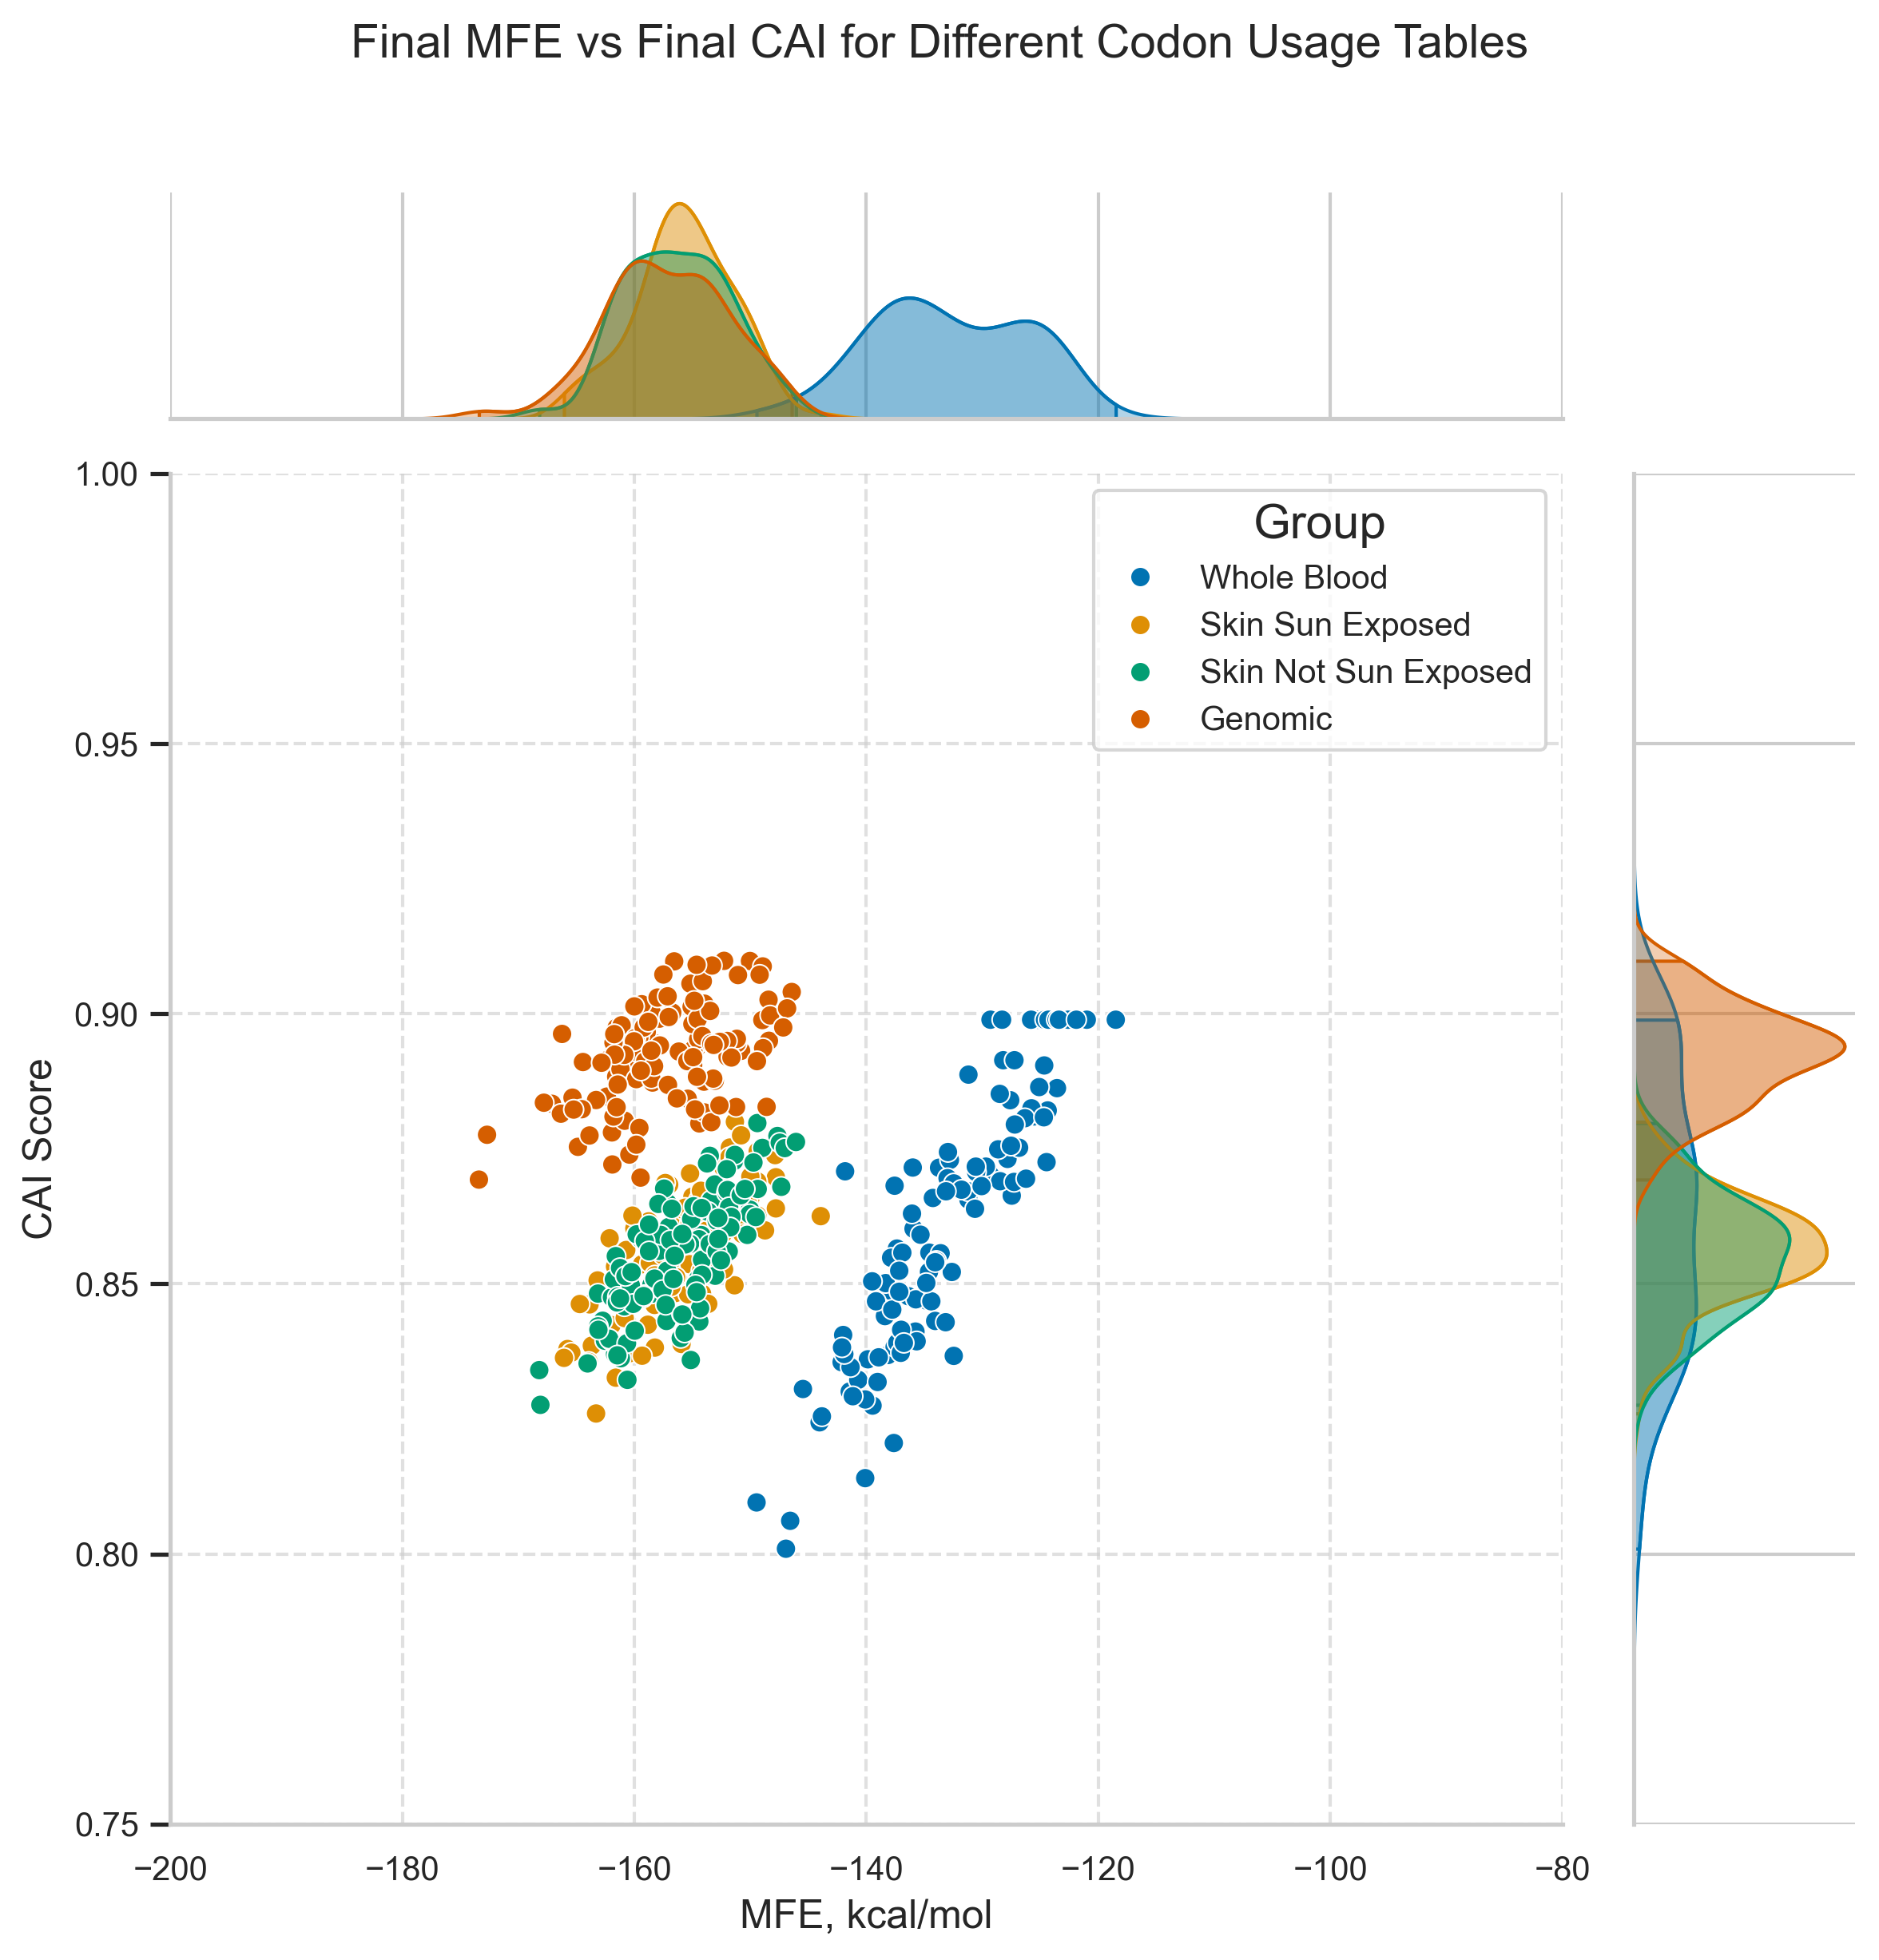 Final MFE vs Final CAI for Different Codon Usage Tables
1.00
Group
Whole Blood
Skin Sun Exposed
Skin Not Sun Exposed
Genomic
0.95
0.90
CAI Score
0.85
0.80
0.75
−200 −180 −160 −140 −120 −100 −80
MFE, kcal/mol